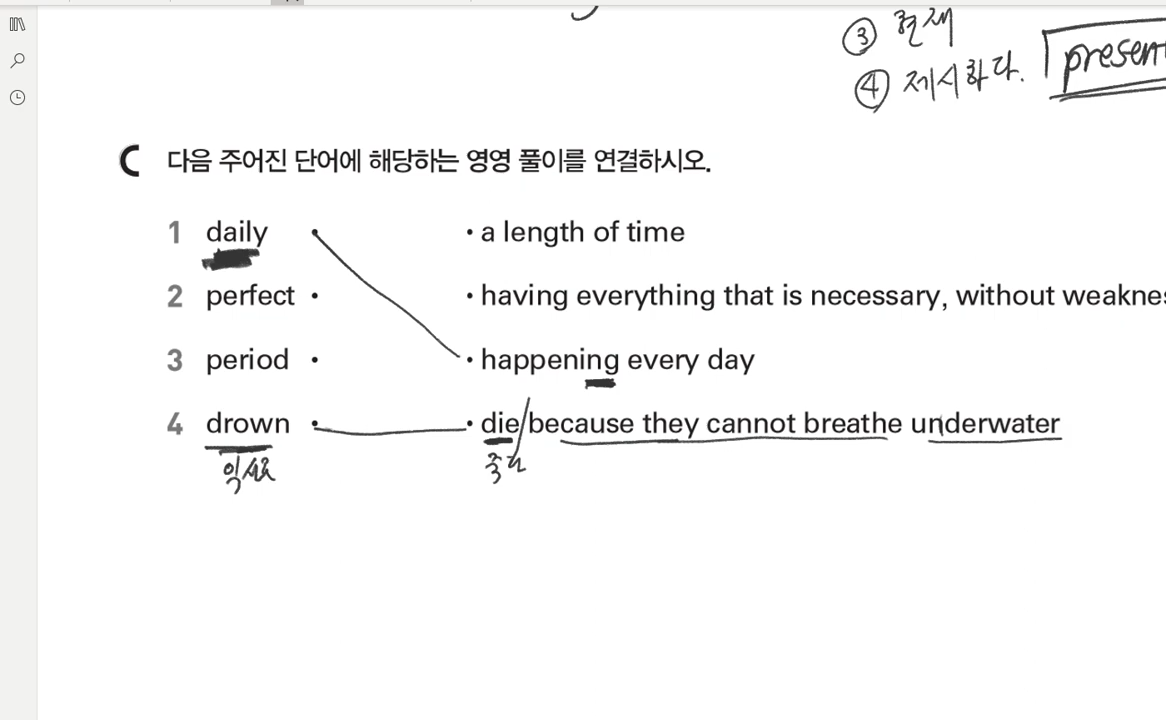 ③ 현재
④ 제시하다. present
C 다음 주어진 단어에 해당하는 영영 풀이를 연결하시오.
1 daily • • a length of time
2 perfect • • having everything that is necessary, without weaknes
3 period • • happening every day
4 drown • • die/because they cannot breathe underwater
익사 죽다